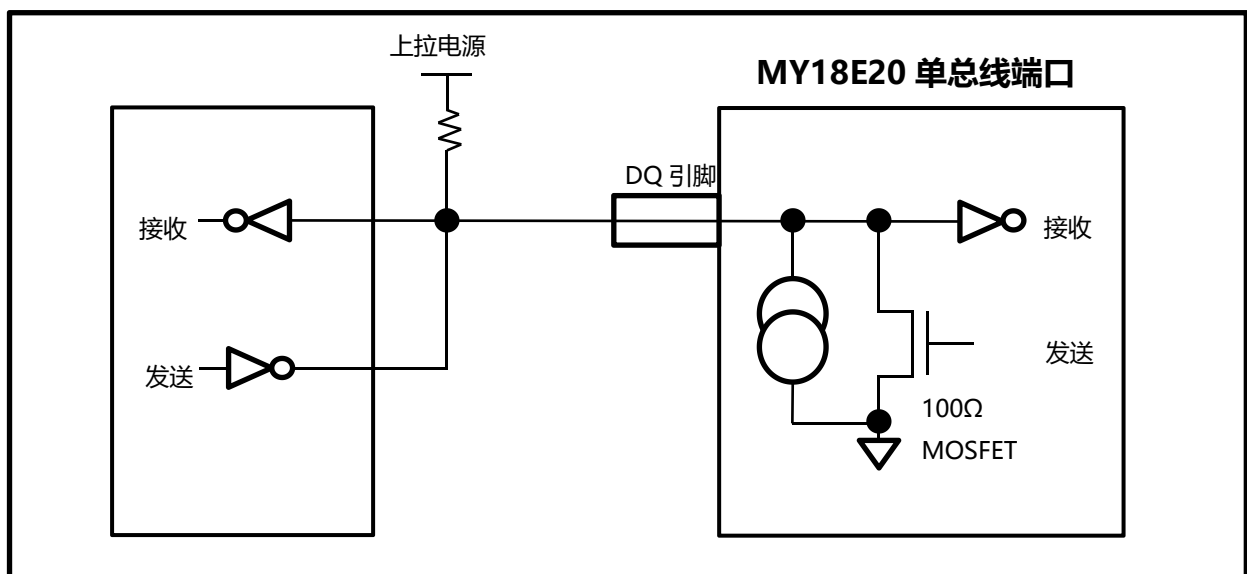 上拉电源
MY18E20 单总线端口
DQ 引脚
接收
接收
发送
发送
100Ω
MOSFET